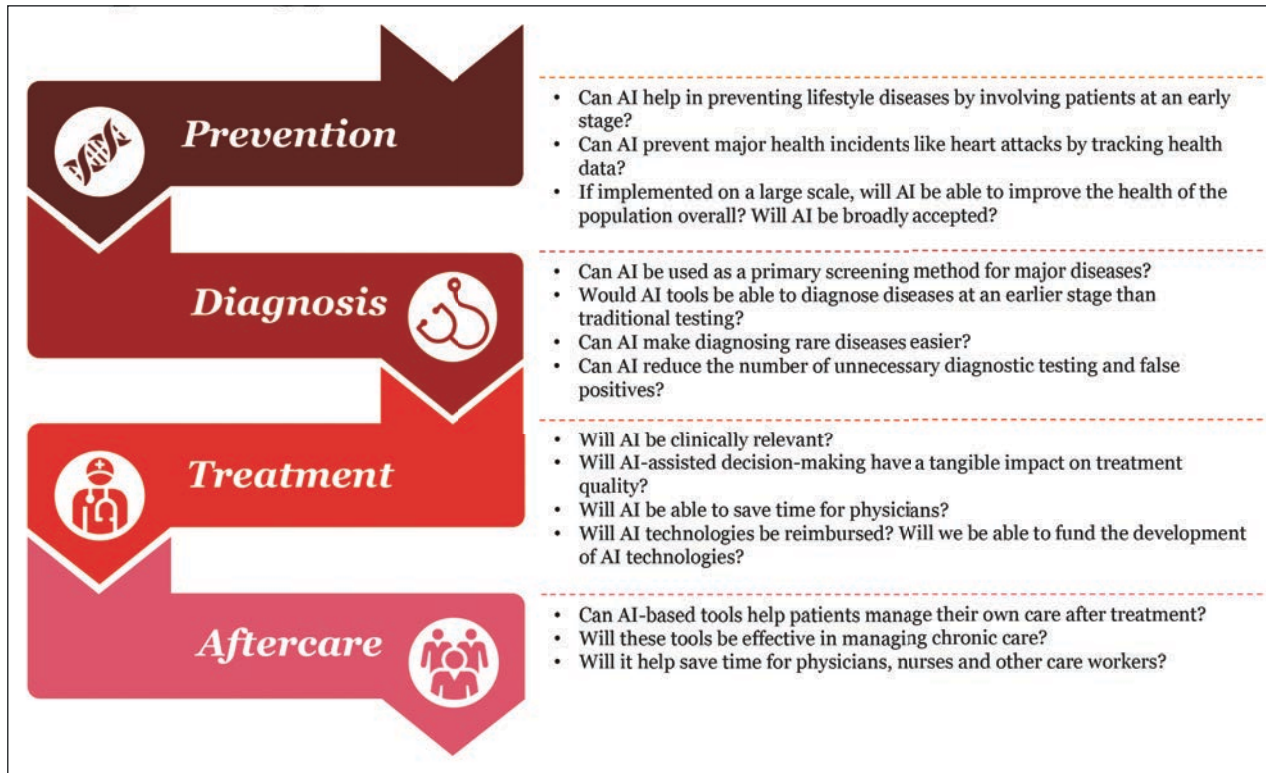 Prevention
• Can AI help in preventing lifestyle diseases by involving patients at an early
stage?
• Can AI prevent major health incidents like heart attacks by tracking health
data?
• If implemented on a large scale, will AI be able to improve the health of the
population overall? Will AI be broadly accepted?
Diagnosis
• Can AI be used as a primary screening method for major diseases?
• Would AI tools be able to diagnose diseases at an earlier stage than
traditional testing?
• Can AI make diagnosing rare diseases easier?
• Can AI reduce the number of unnecessary diagnostic testing and false
positives?
Treatment
• Will AI be clinically relevant?
• Will AI-assisted decision-making have a tangible impact on treatment
quality?
• Will AI be able to save time for physicians?
• Will AI technologies be reimbursed? Will we be able to fund the development
of AI technologies?
Aftercare
• Can AI-based tools help patients manage their own care after treatment?
• Will these tools be effective in managing chronic care?
• Will it help save time for physicians, nurses and other care workers?